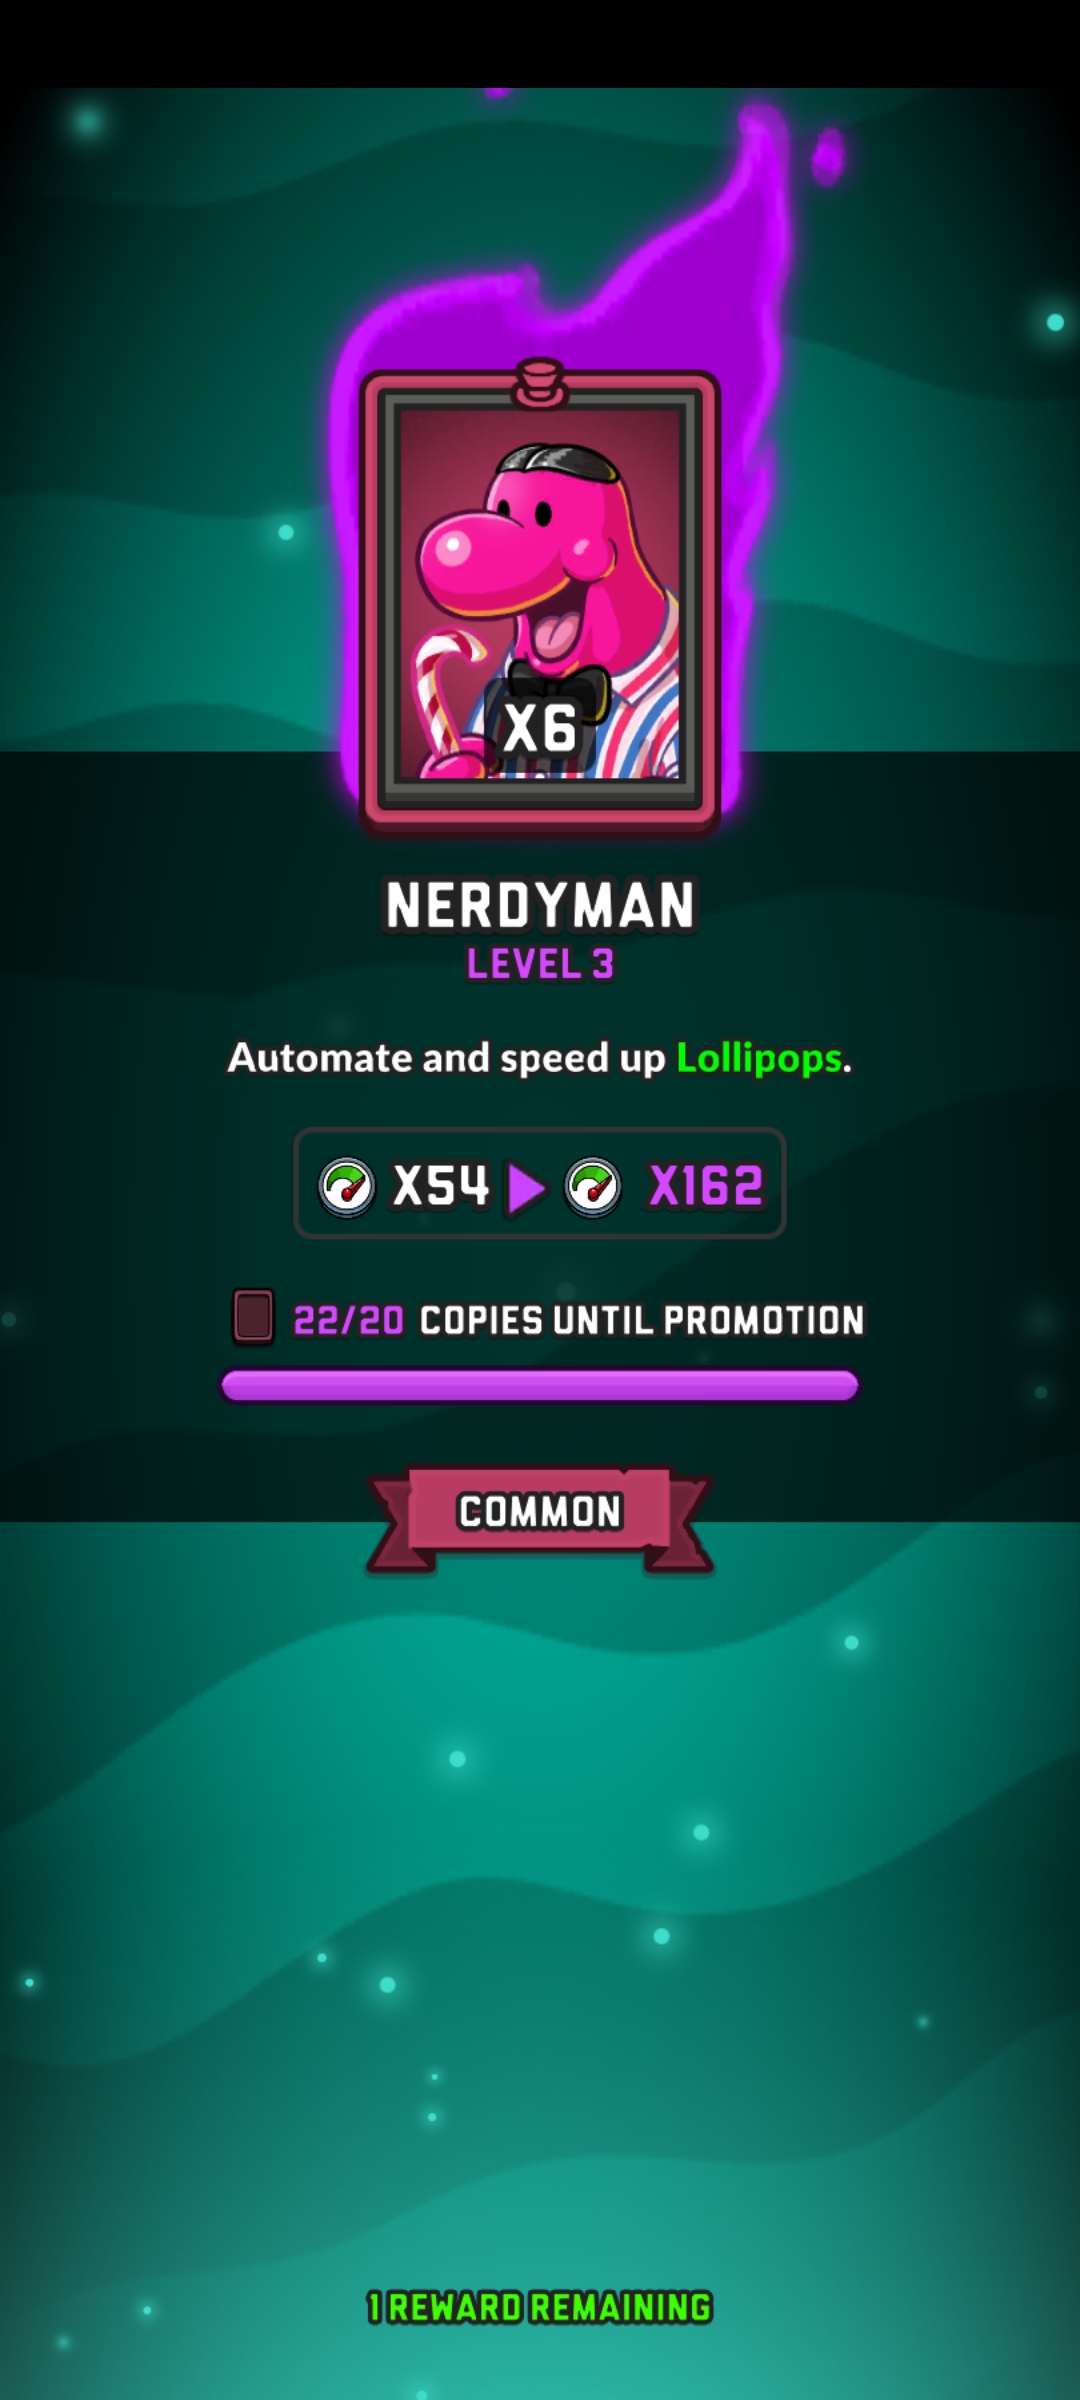 X6
NERDYMAN
LEVEL 3
Automate and speed up Lollipops.
X54 X162
22/20 COPIES UNTIL PROMOTION
COMMON
1 REWARD REMAINING